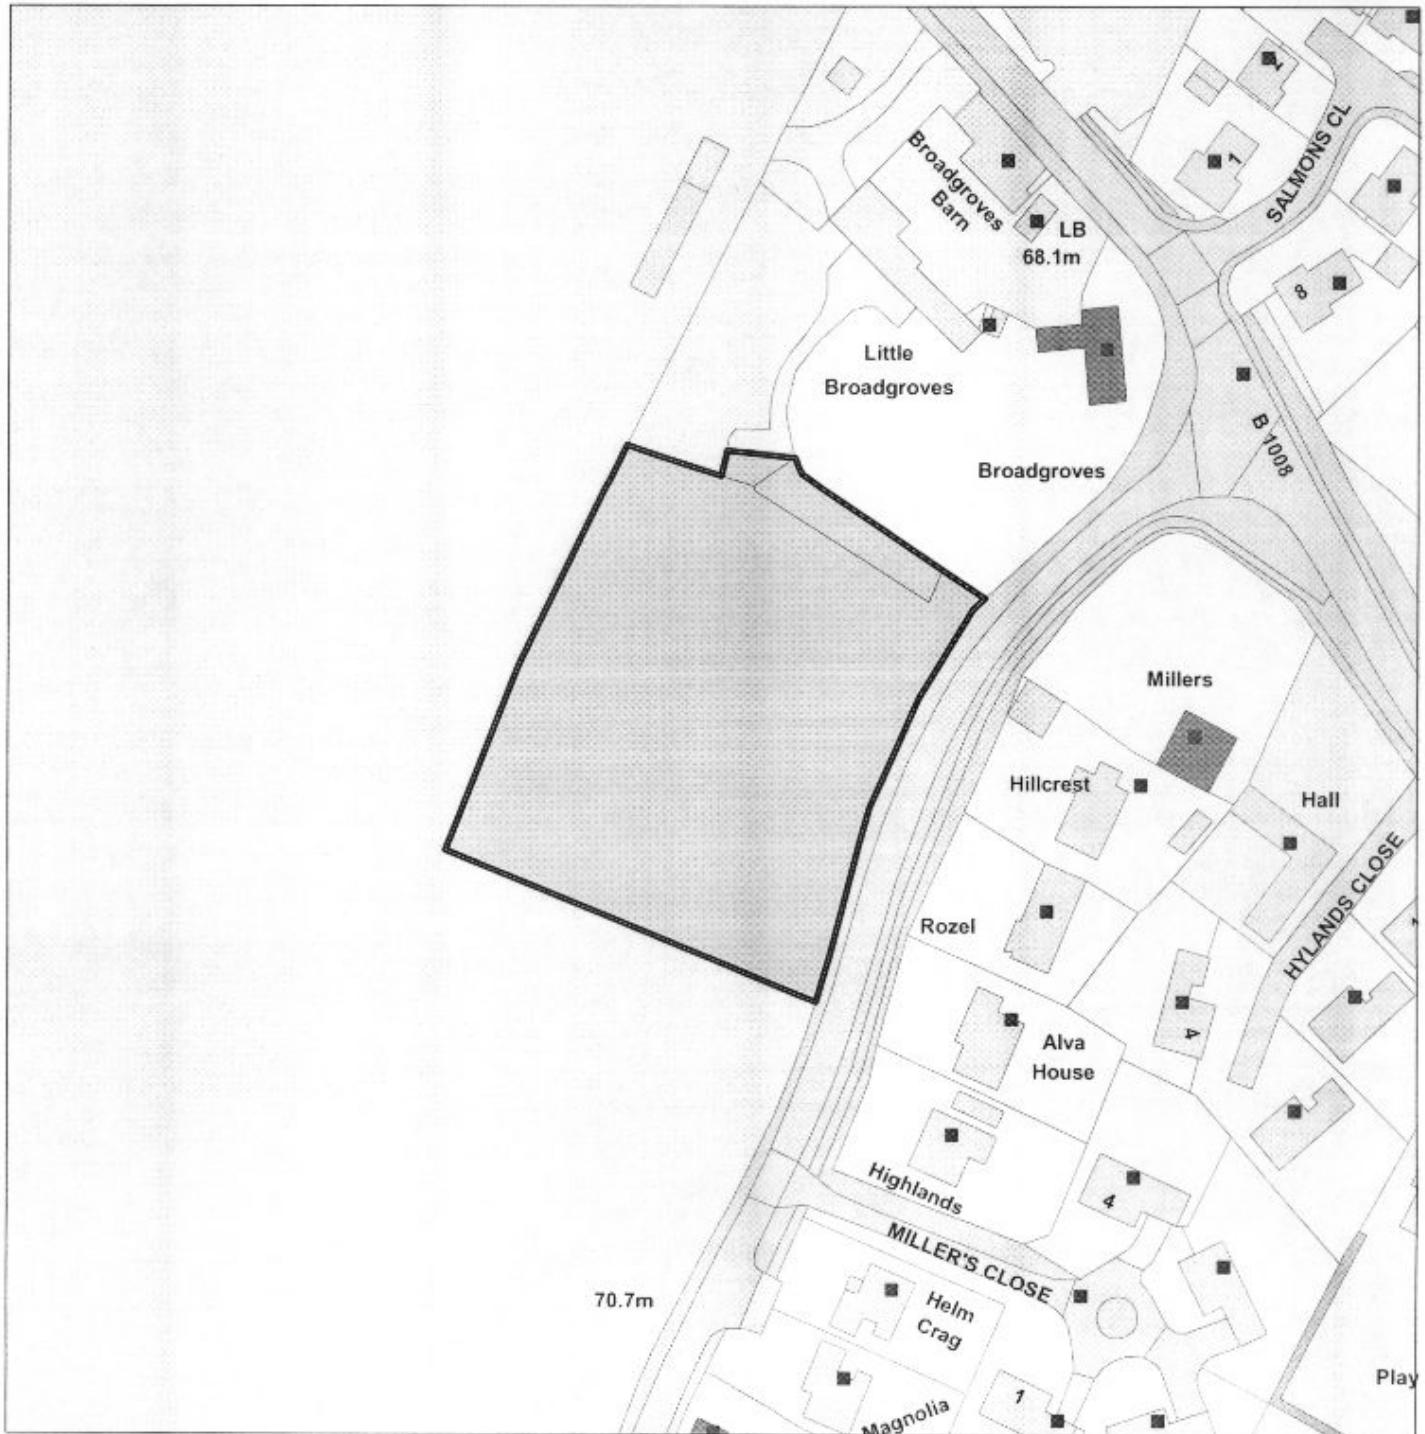 1
SALMONS CL
Broadgroves
Barn
LB
68.1m
8
Little
Broadgroves
B 1008
Broadgroves
Millers
Hillcrest
Hall
HYLANDS CLOSE
Rozel
4
Alva
House
Highlands
4
MILLER'S CLOSE
70.7m
Helm
Crag
Play
1
Magnolia